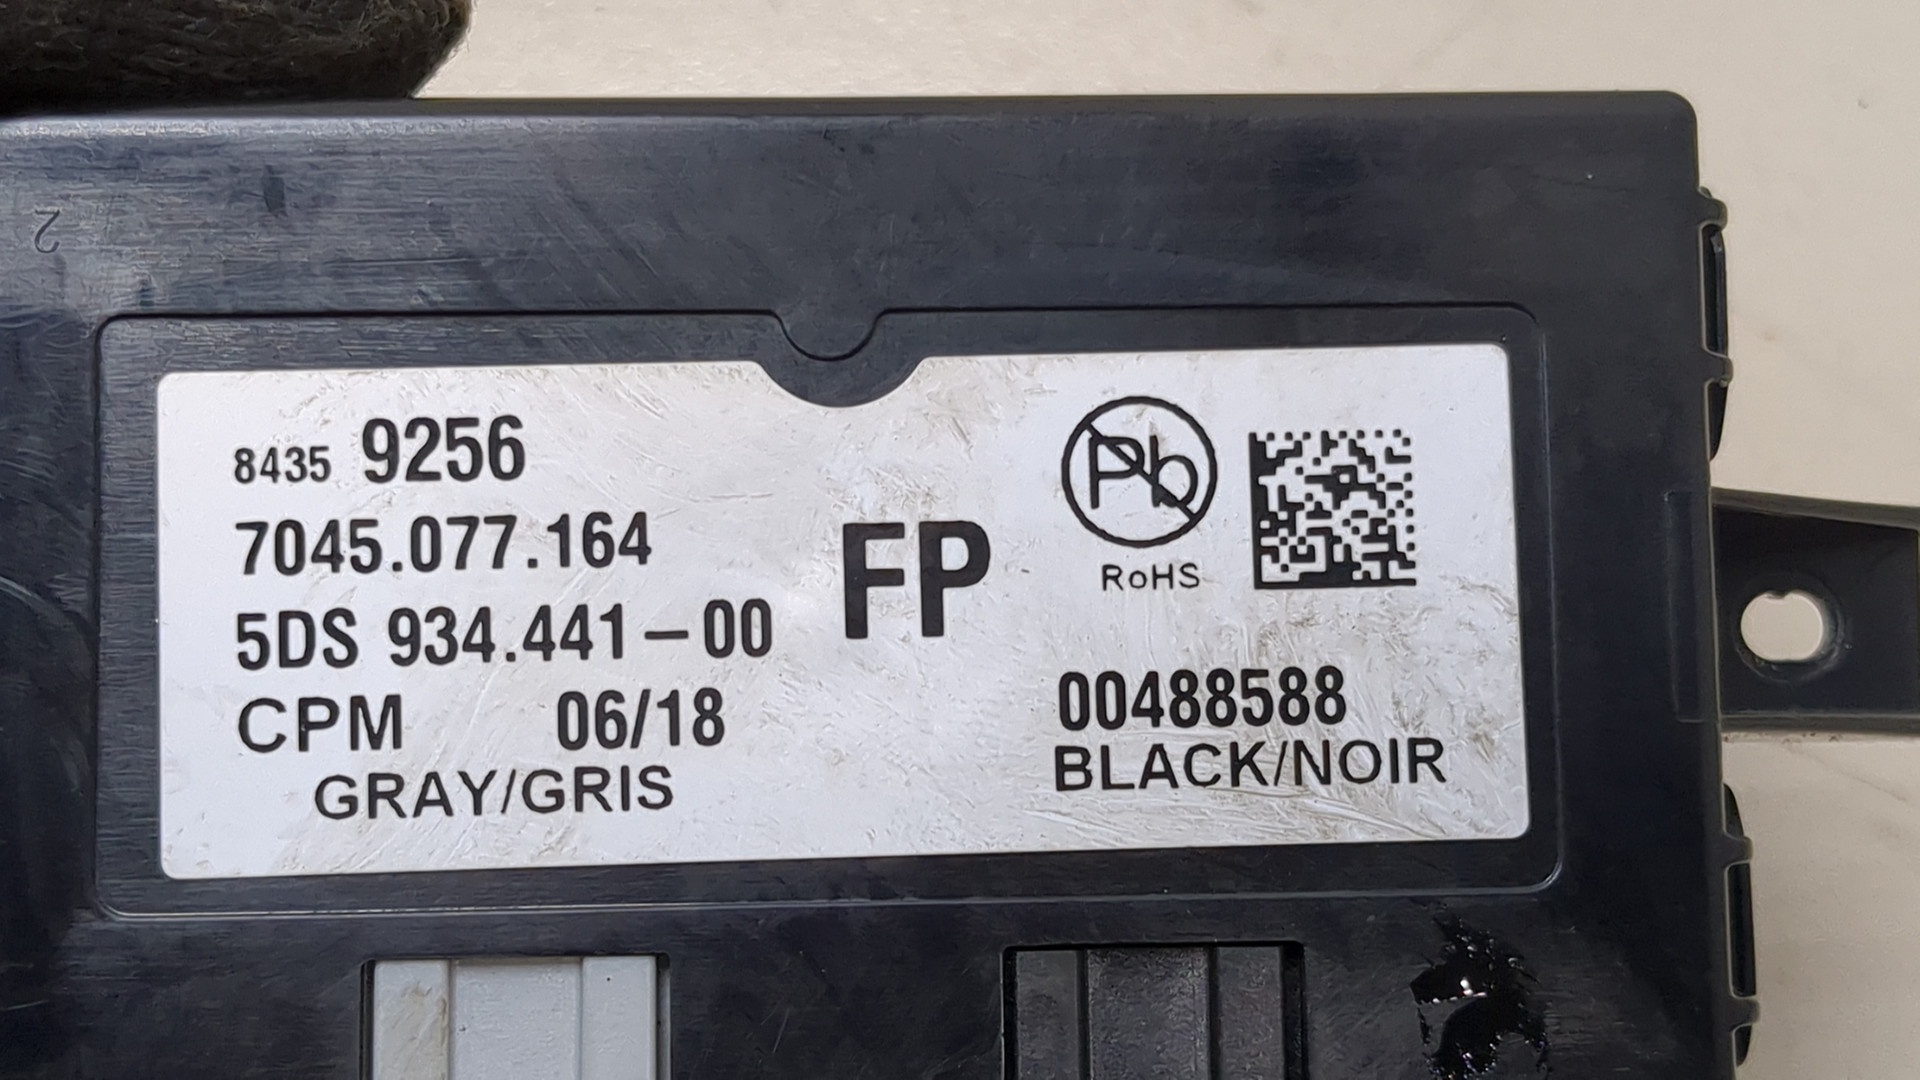 2
8435 9256
7045.077.164
5DS 934.441-00
CPM 06/18
GRAY/GRIS
FP
Pb
RoHS
00488588
BLACK/NOIR